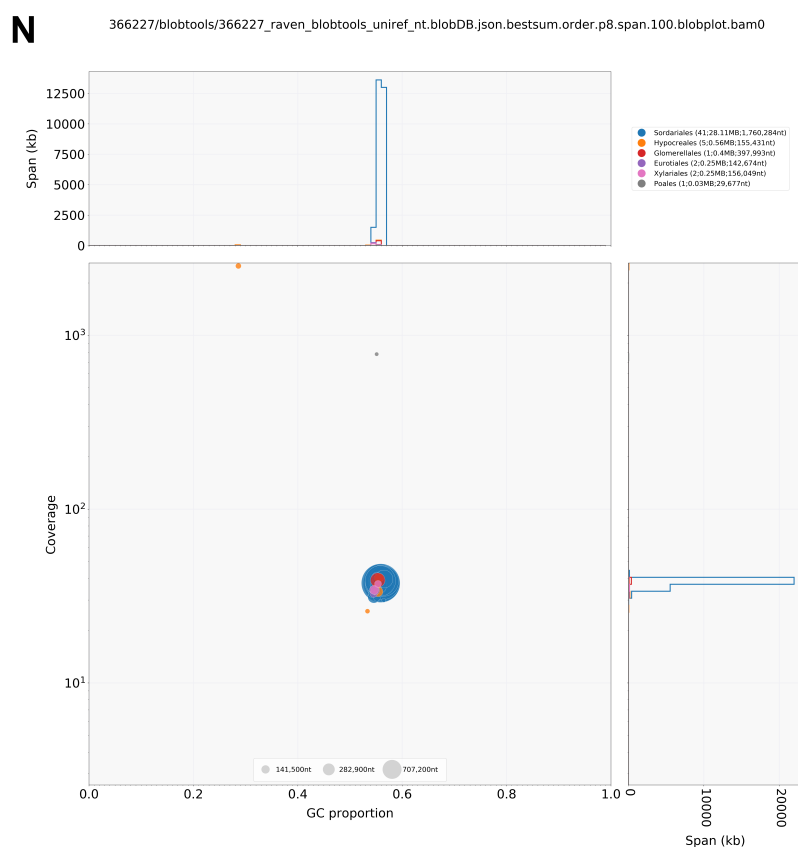 N
366227/blobtools/366227_raven_blobtools_uniref_nt.blobDB.json.bestsum.order.p8.span.100.blobplot.bam0
Span (kb)
12500
10000
7500
5000
2500
0
Sordariales (41;28.11MB;1,760,284nt)
Hypocreales (5;0.56MB;155,431nt)
Glomerellales (1;0.4MB;397,993nt)
Eurotiales (2;0.25MB;142,674nt)
Xylariales (2;0.25MB;156,049nt)
Poales (1;0.03MB;29,677nt)
Coverage
10³
10²
10¹
141,500nt 282,900nt 707,200nt
0.0 0.2 0.4 0.6 0.8 1.0
GC proportion
0 10000 20000
Span (kb)